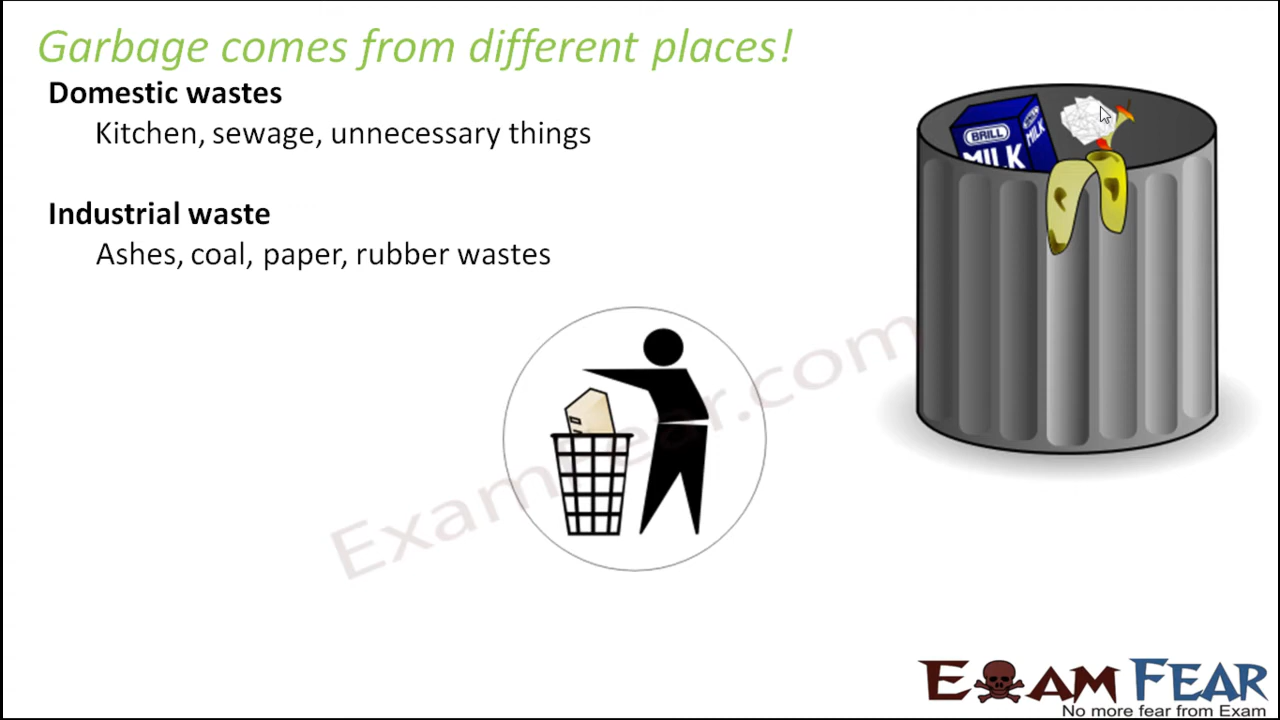 Garbage comes from different places!
Domestic wastes
Kitchen, sewage, unnecessary things
Industrial waste
Ashes, coal, paper, rubber wastes
BRILL
MILK
MILK
Examfear.com
EXAM FEAR
No more fear from Exam